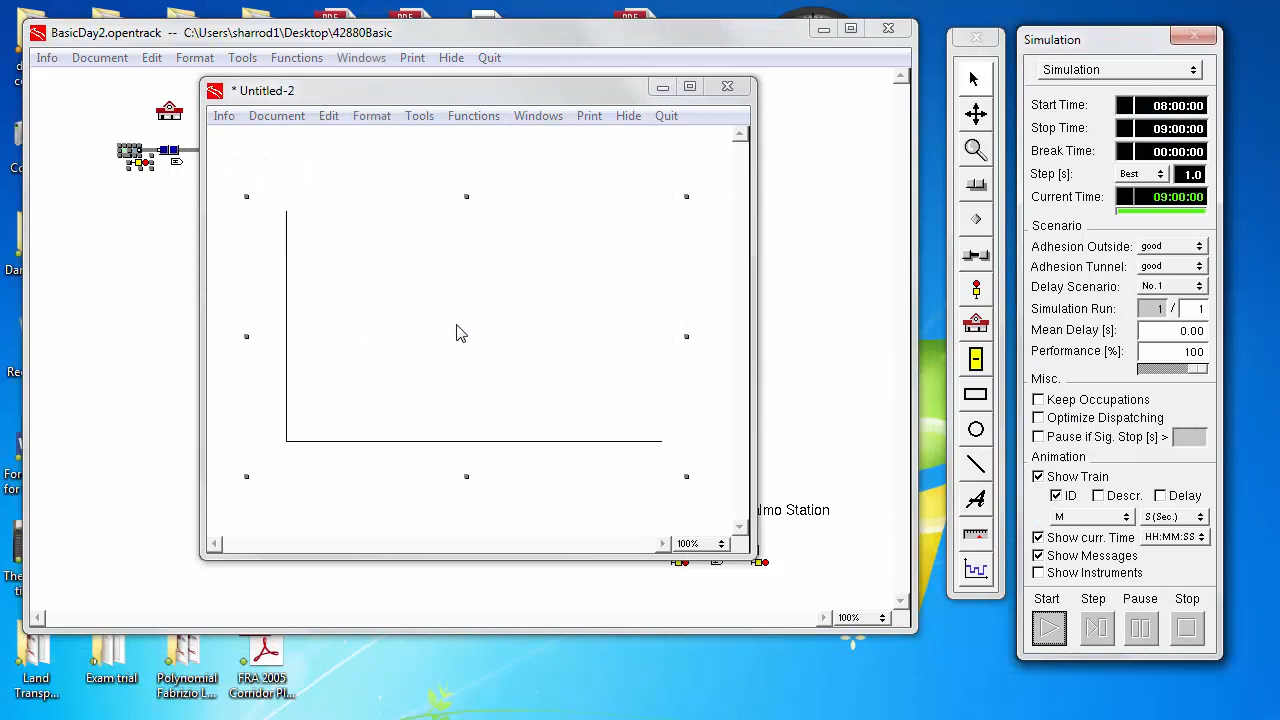 BasicDay2.opentrck -- C:\Users\sharrod1\Desktop\42880Basic
Info Document Edit Format Tools Functions Windows Print Hide Quit
* Untitled-2
Info Document Edit Format Tools Functions Windows Print Hide Quit
100%
lmo Station
100%
Simulation
Simulation
Start Time: 08:00:00
Stop Time: 09:00:00
Break Time: 00:00:00
Step [s]: Best 1.0
Current Time: 09:00:00
Scenario
Adhesion Outside: good
Adhesion Tunnel: good
Delay Scenario: No.1
Simulation Run: 1 / 1
Mean Delay [s]: 0.00
Performance [%]: 100
Misc.
Keep Occupations
Optimize Dispatching
Pause if Sig. Stop [s] >
Animation
Show Train
ID Descr. Delay
M S (Sec.)
Show curr. Time HH:MM:SS
Show Messages
Show Instruments
Start Step Pause Stop
Land
Transp...
Exam trial
Polynomial
Fabrizio L...
FRA 2005
Corridor Pl...